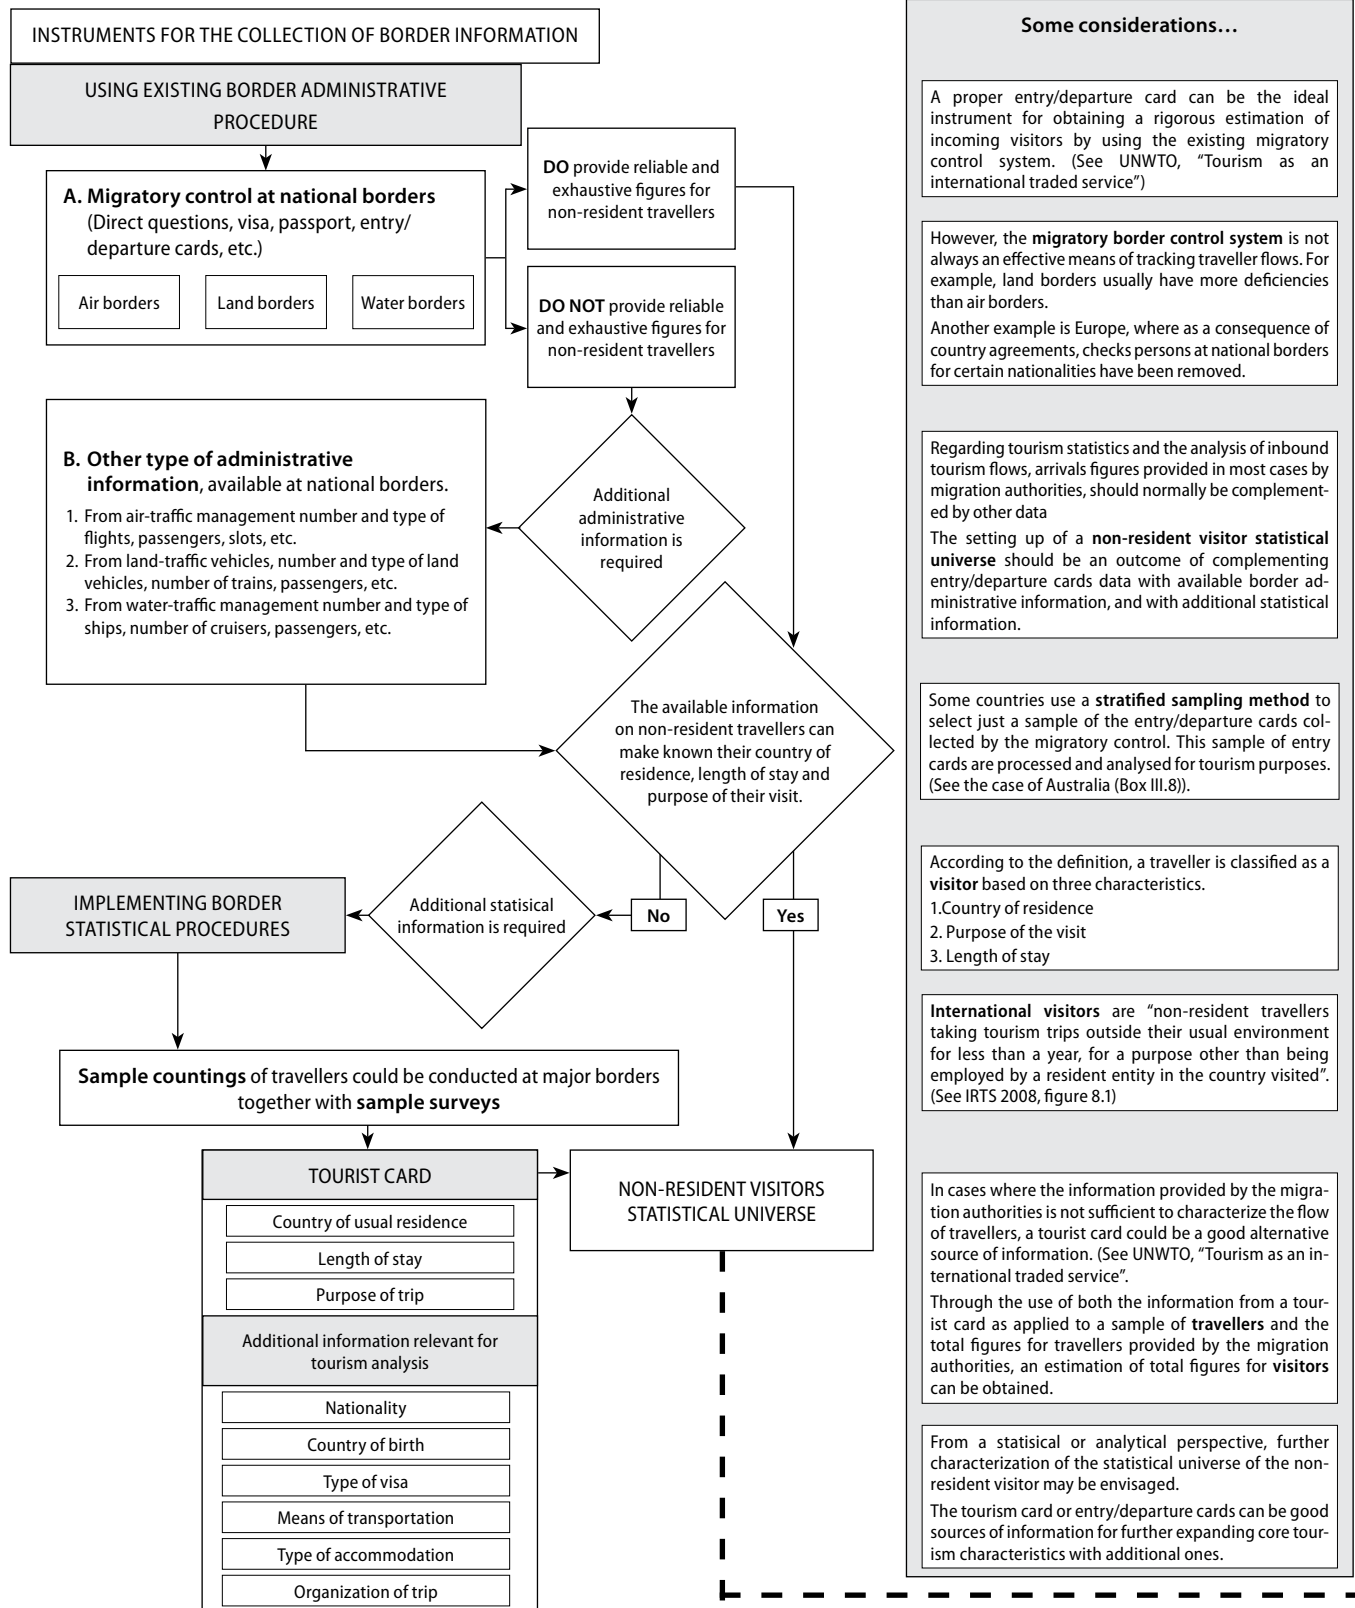 INSTRUMENTS FOR THE COLLECTION OF BORDER INFORMATION
USING EXISTING BORDER ADMINISTRATIVE
PROCEDURE
A. Migratory control at national borders
(Direct questions, visa, passport, entry/
departure cards, etc.)
Air borders
Land borders
Water borders
DO provide reliable and
exhaustive figures for
non-resident travellers
DO NOT provide reliable
and exhaustive figures for
non-resident travellers
B. Other type of administrative
information, available at national borders.
1. From air-traffic management number and type of
flights, passengers, slots, etc.
2. From land-traffic vehicles, number and type of land
vehicles, number of trains, passengers, etc.
3. From water-traffic management number and type of
ships, number of cruisers, passengers, etc.
Additional
administrative
information is
required
The available information
on non-resident travellers can
make known their country of
residence, length of stay and
purpose of their visit.
No
Yes
Additional statisical
information is required
IMPLEMENTING BORDER
STATISTICAL PROCEDURES
Sample countings of travellers could be conducted at major borders
together with sample surveys
TOURIST CARD
Country of usual residence
Length of stay
Purpose of trip
Additional information relevant for
tourism analysis
Nationality
Country of birth
Type of visa
Means of transportation
Type of accommodation
Organization of trip
NON-RESIDENT VISITORS
STATISTICAL UNIVERSE
Some considerations…
A proper entry/departure card can be the ideal
instrument for obtaining a rigorous estimation of
incoming visitors by using the existing migratory
control system. (See UNWTO, “Tourism as an
international traded service”)
However, the migratory border control system is not
always an effective means of tracking traveller flows. For
example, land borders usually have more deficiencies
than air borders.
Another example is Europe, where as a consequence of
country agreements, checks persons at national borders
for certain nationalities have been removed.
Regarding tourism statistics and the analysis of inbound
tourism flows, arrivals figures provided in most cases by
migration authorities, should normally be complement-
ed by other data
The setting up of a non-resident visitor statistical
universe should be an outcome of complementing
entry/departure cards data with available border ad-
ministrative information, and with additional statistical
information.
Some countries use a stratified sampling method to
select just a sample of the entry/departure cards col-
lected by the migratory control. This sample of entry
cards are processed and analysed for tourism purposes.
(See the case of Australia (Box III.8)).
According to the definition, a traveller is classified as a
visitor based on three characteristics.
1.Country of residence
2. Purpose of the visit
3. Length of stay
International visitors are “non-resident travellers
taking tourism trips outside their usual environment
for less than a year, for a purpose other than being
employed by a resident entity in the country visited”.
(See IRTS 2008, figure 8.1)
In cases where the information provided by the migra-
tion authorities is not sufficient to characterize the flow
of travellers, a tourist card could be a good alternative
source of information. (See UNWTO, “Tourism as an in-
ternational traded service”.
Through the use of both the information from a tour-
ist card as applied to a sample of travellers and the
total figures for travellers provided by the migration
authorities, an estimation of total figures for visitors
can be obtained.
From a statisical or analytical perspective, further
characterization of the statistical universe of the non-
resident visitor may be envisaged.
The tourism card or entry/departure cards can be good
sources of information for further expanding core tour-
ism characteristics with additional ones.